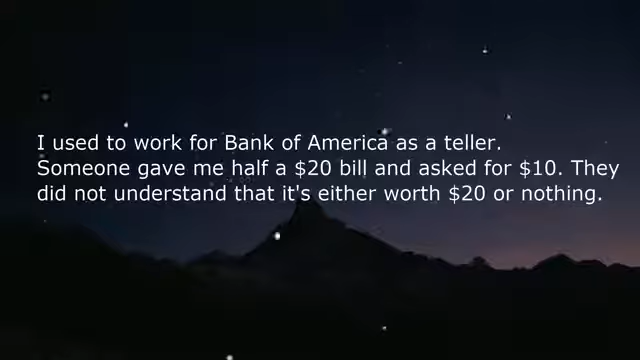 I used to work for Bank of America as a teller.
Someone gave me half a $20 bill and asked for $10. They
did not understand that it's either worth $20 or nothing.